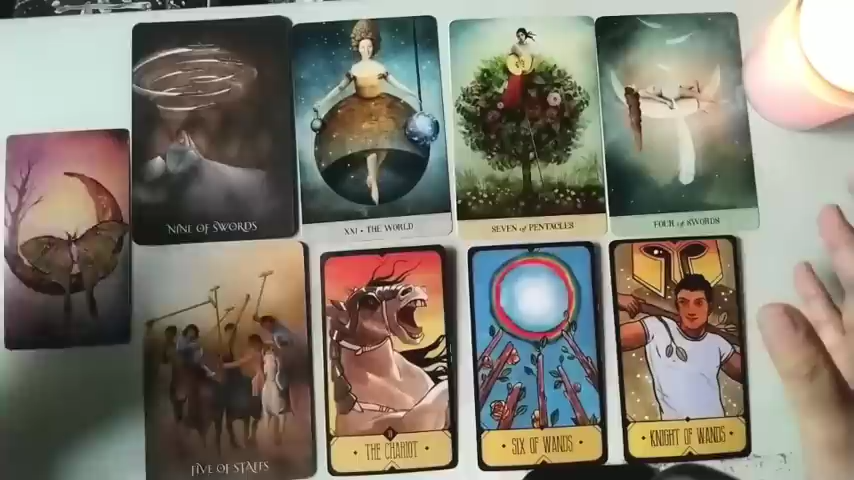 NINE OF SWORDS
XXI • THE WORLD
SEVEN of PENTACLES
FOUR of SWORDS
FIVE OF STAFFS
THE CHARIOT
SIX OF WANDS
KNIGHT OF WANDS